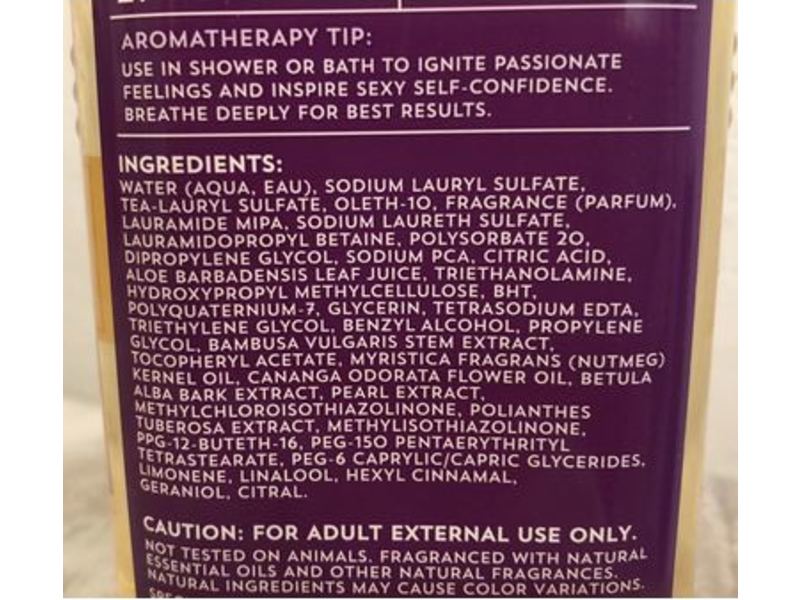 AROMATHERAPY TIP:
USE IN SHOWER OR BATH TO IGNITE PASSIONATE
FEELINGS AND INSPIRE SEXY SELF-CONFIDENCE.
BREATHE DEEPLY FOR BEST RESULTS.
INGREDIENTS:
WATER (AQUA, EAU), SODIUM LAURYL SULFATE,
TEA-LAURYL SULFATE, OLETH-10, FRAGRANCE (PARFUM),
LAURAMIDE MIPA, SODIUM LAURETH SULFATE,
LAURAMIDOPROPYL BETAINE, POLYSORBATE 20,
DIPROPYLENE GLYCOL, SODIUM PCA, CITRIC ACID,
ALOE BARBADENSIS LEAF JUICE, TRIETHANOLAMINE,
HYDROXYPROPYL METHYLCELLULOSE, BHT,
POLYQUATERNIUM-7, GLYCERIN, TETRASODIUM EDTA,
TRIETHYLENE GLYCOL, BENZYL ALCOHOL, PROPYLENE
GLYCOL, BAMBUSA VULGARIS STEM EXTRACT,
TOCOPHERYL ACETATE, MYRISTICA FRAGRANS (NUTMEG)
KERNEL OIL, CANANGA ODORATA FLOWER OIL, BETULA
ALBA BARK EXTRACT, PEARL EXTRACT,
METHYLCHLOROISOTHIAZOLINONE, POLIANTHES
TUBEROSA EXTRACT, METHYLISOTHIAZOLINONE,
PPG-12-BUTETH-16, PEG-150 PENTAERYTHRITYL
TETRASTEARATE, PEG-6 CAPRYLIC/CAPRIC GLYCERIDES,
LIMONENE, LINALOOL, HEXYL CINNAMAL,
GERANIOL, CITRAL.
CAUTION: FOR ADULT EXTERNAL USE ONLY.
NOT TESTED ON ANIMALS. FRAGRANCED WITH NATURAL
ESSENTIAL OILS AND OTHER NATURAL FRAGRANCES.
NATURAL INGREDIENTS MAY CAUSE COLOR VARIATIONS.